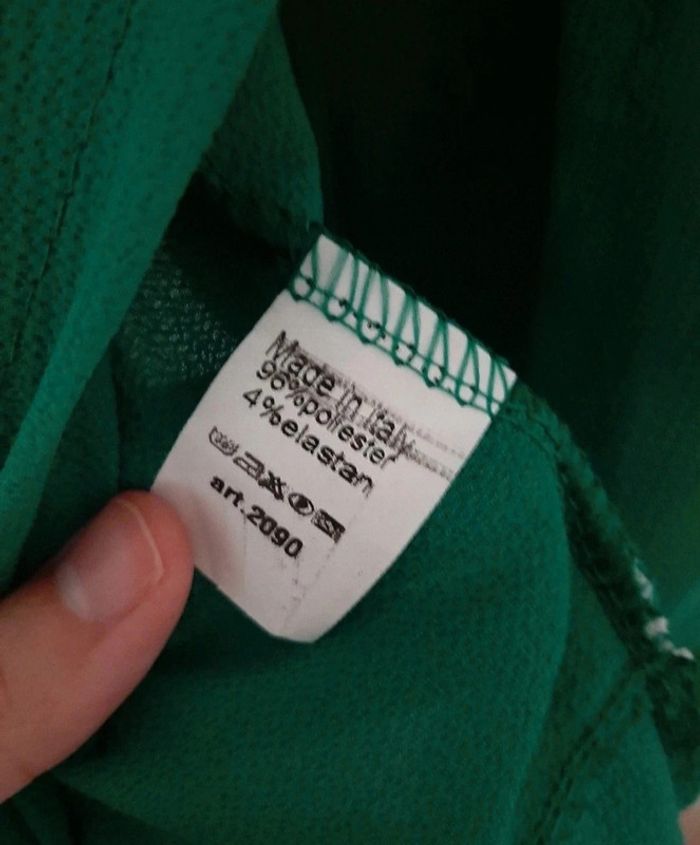 Made in Italy
96%poliester
4%elastan
art.2090